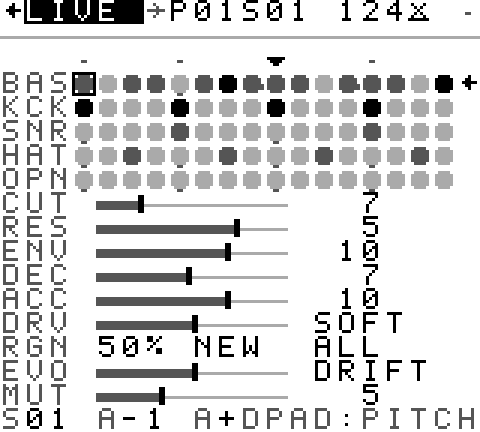 ←LIVE →P01S01 124X -
BAS ←
KCK
SNR
HAT
OPN
CUT 7
RES 5
ENV 10
DEC 7
ACC 10
DRV SOFT
RGN 50% NEW ALL
EVO DRIFT
MUT 5
S01 A-1 A+DPAD:PITCH